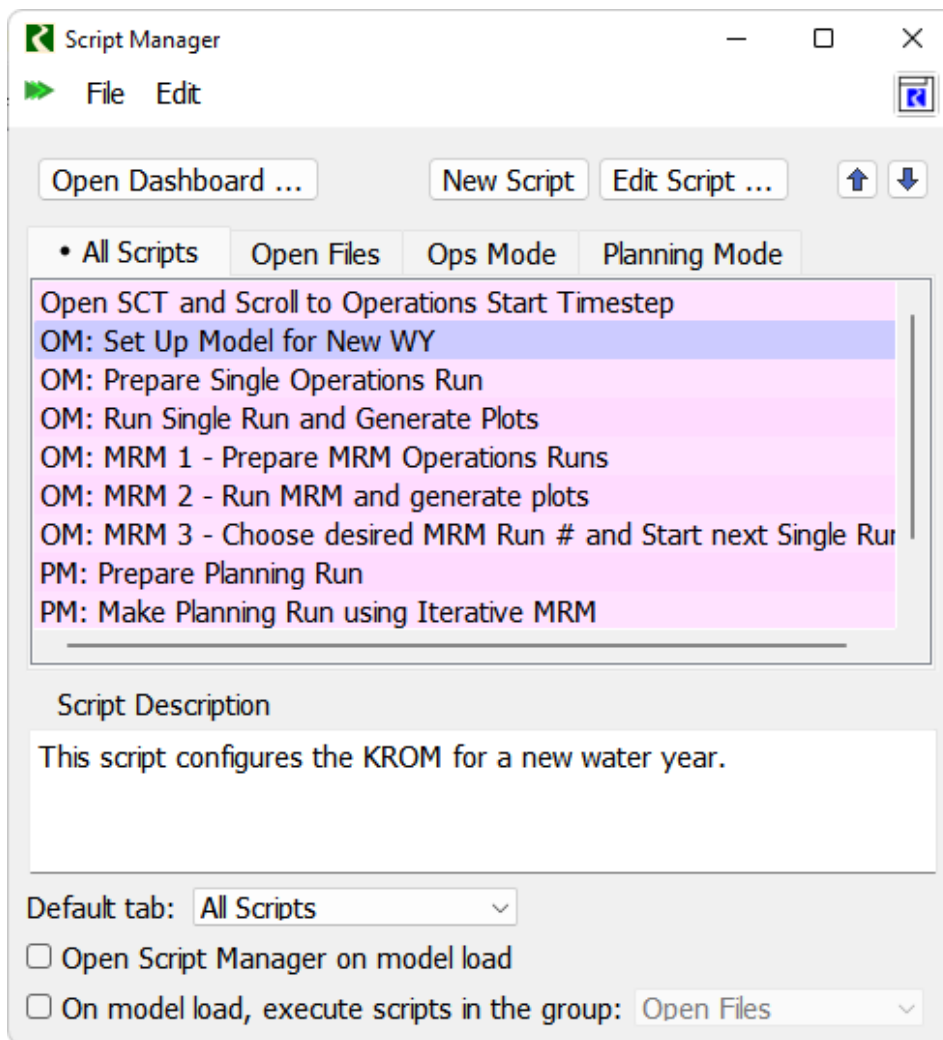 Script Manager
File Edit
Open Dashboard ... New Script Edit Script ...
• All Scripts Open Files Ops Mode Planning Mode
Open SCT and Scroll to Operations Start Timestep
OM: Set Up Model for New WY
OM: Prepare Single Operations Run
OM: Run Single Run and Generate Plots
OM: MRM 1 - Prepare MRM Operations Runs
OM: MRM 2 - Run MRM and generate plots
OM: MRM 3 - Choose desired MRM Run # and Start next Single Rur
PM: Prepare Planning Run
PM: Make Planning Run using Iterative MRM
Script Description
This script configures the KROM for a new water year.
Default tab: All Scripts
Open Script Manager on model load
On model load, execute scripts in the group: Open Files